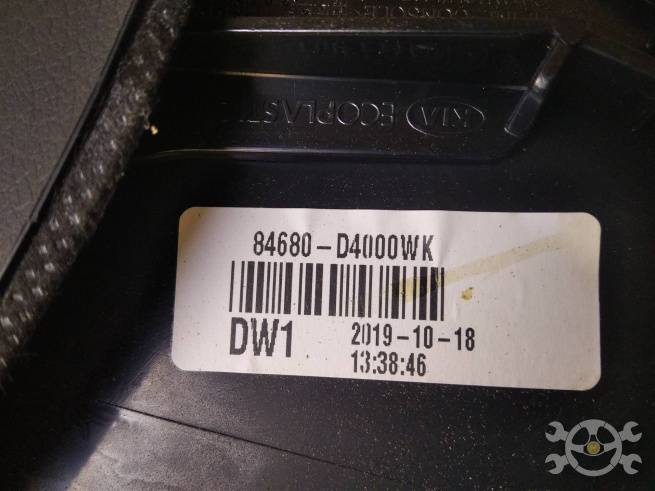 KIA ECOPLAST
84680-D4000WK
DW1 2019-10-18
13:38:46